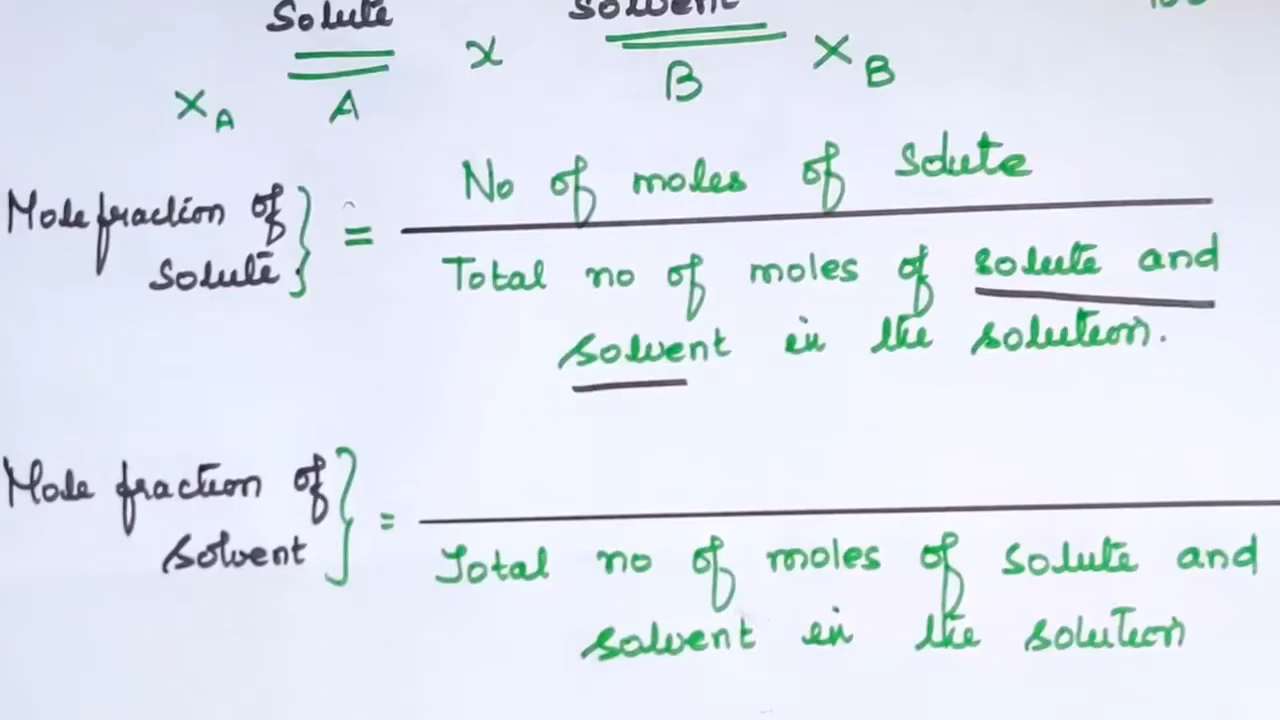 Solute Solvent
x
X_A A B X_B
No of moles of Solute
Mole fraction of
solute } =
Total no of moles of solute and
solvent in the solution.
Mole fraction of
solvent } =
Total no of moles of solute and
solvent in the solution